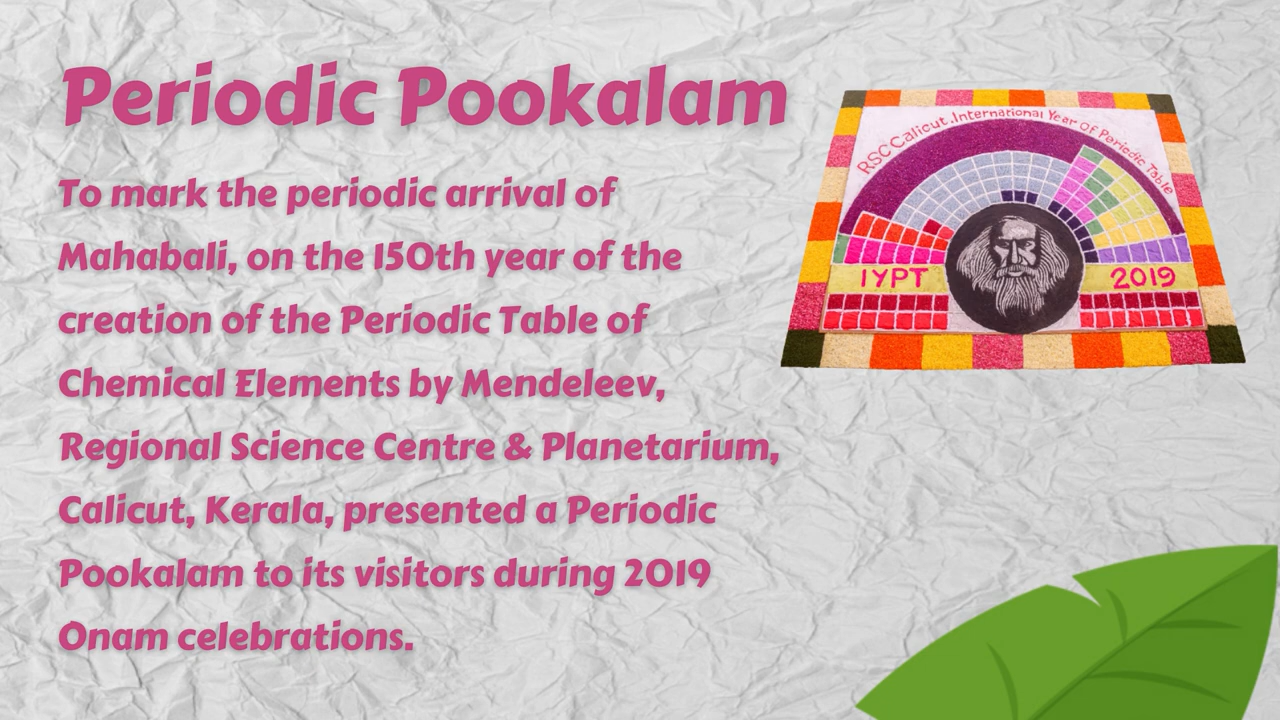 Periodic Pookalam
To mark the periodic arrival of
Mahabali, on the 150th year of the
creation of the Periodic Table of
Chemical Elements by Mendeleev,
Regional Science Centre & Planetarium,
Calicut, Kerala, presented a Periodic
Pookalam to its visitors during 2019
Onam celebrations.
RSC Calicut.International Year Of Periodic Table
IYPT
2019